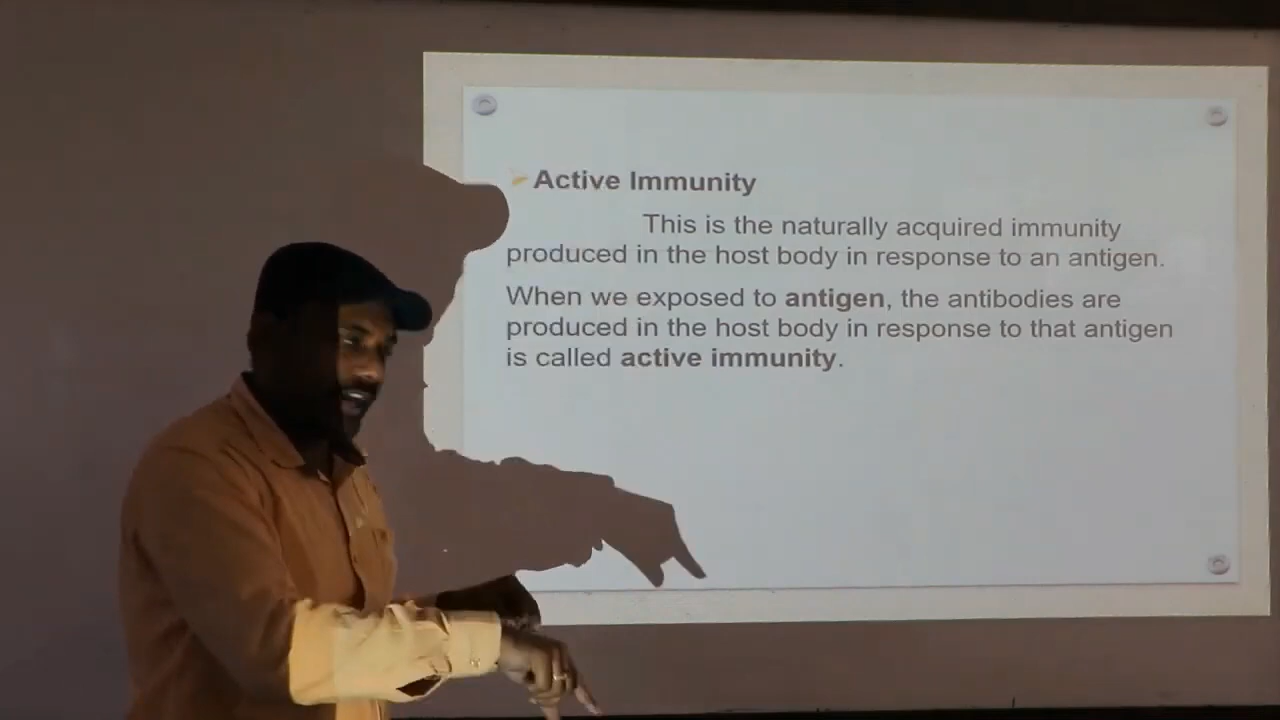 Active Immunity
This is the naturally acquired immunity
produced in the host body in response to an antigen.
When we exposed to antigen, the antibodies are
produced in the host body in response to that antigen
is called active immunity.